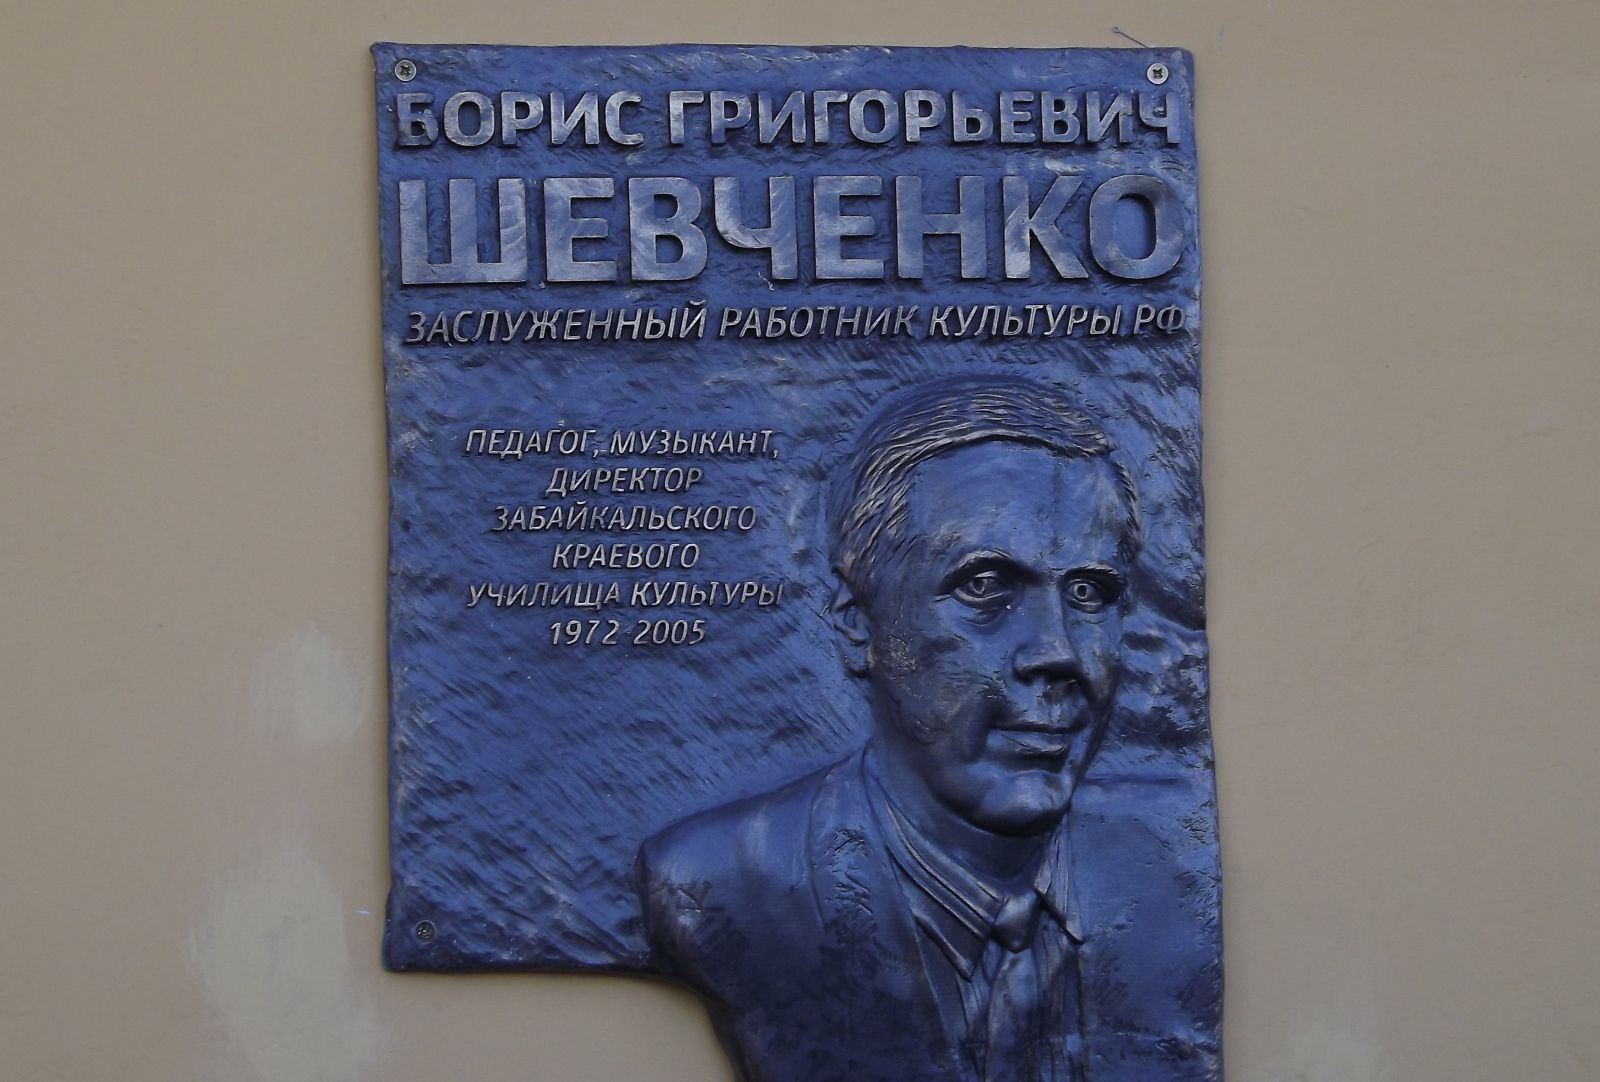 БОРИС ГРИГОРЬЕВИЧ
ШЕВЧЕНКО
ЗАСЛУЖЕННЫЙ РАБОТНИК КУЛЬТУРЫ РФ
ПЕДАГОГ, МУЗЫКАНТ,
ДИРЕКТОР
ЗАБАЙКАЛЬСКОГО
КРАЕВОГО
УЧИЛИЩА КУЛЬТУРЫ
1972-2005